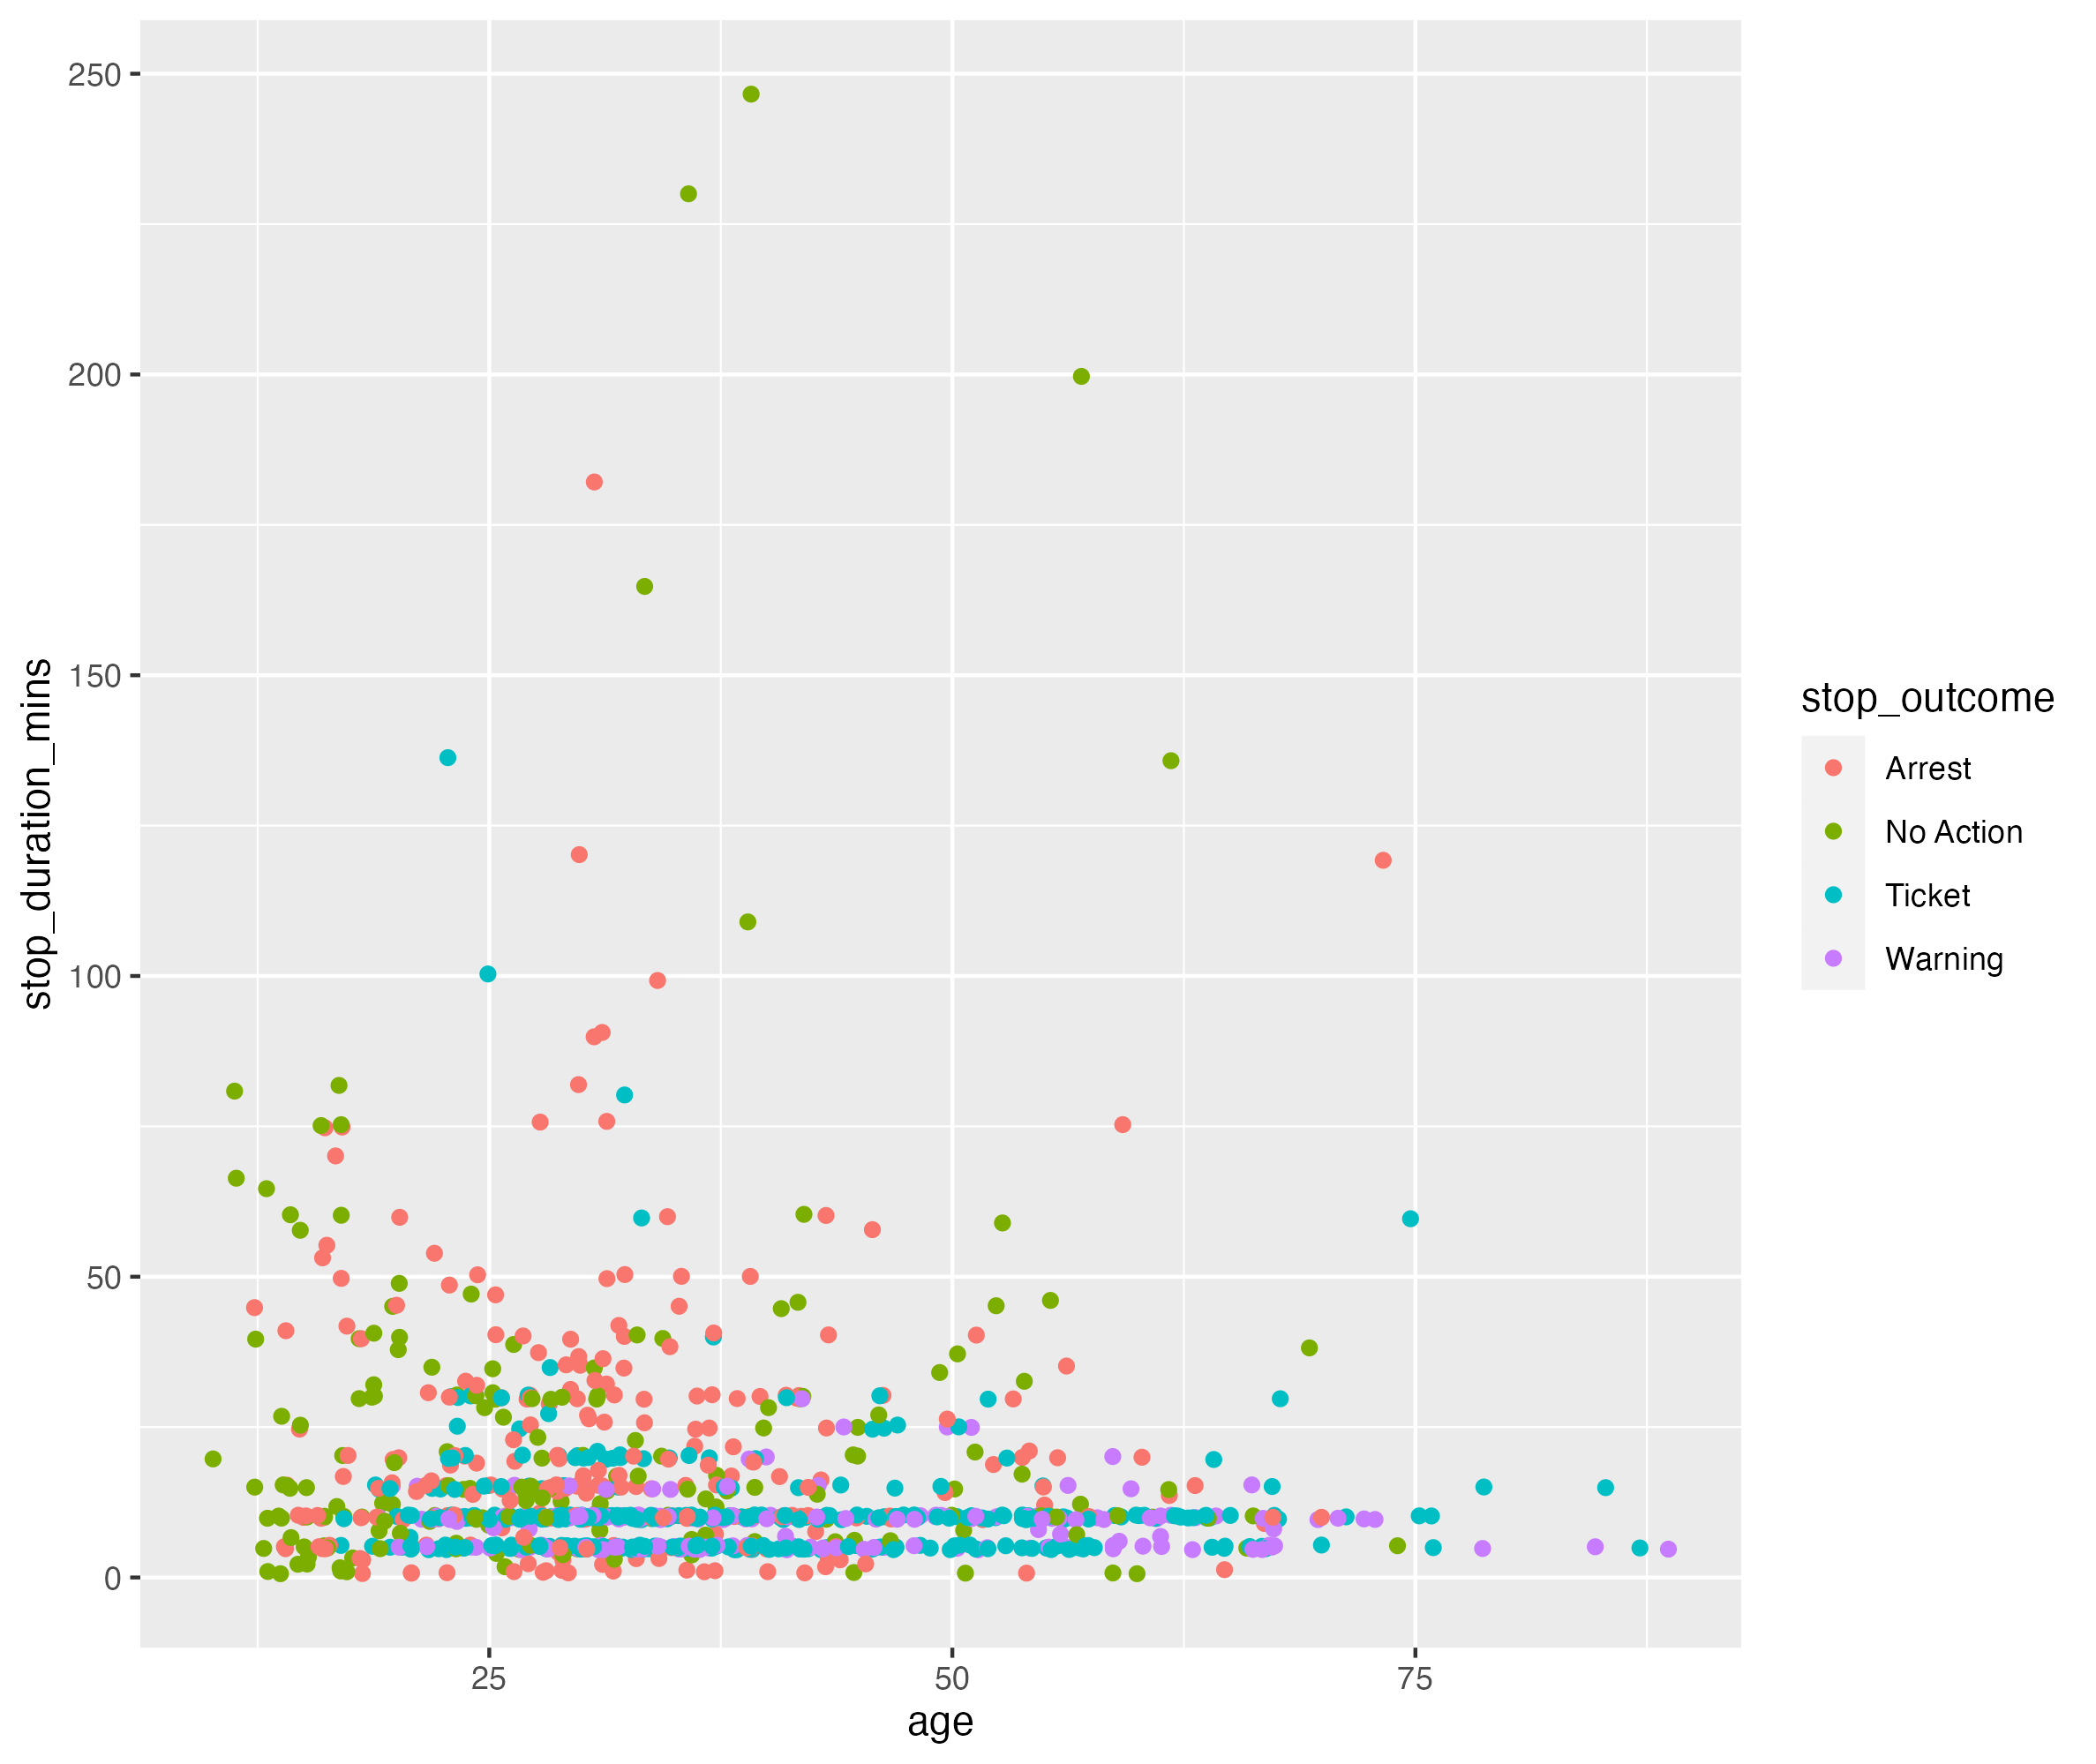 stop_duration_mins
250
200
150
100
50
0
25
50
75
age
stop_outcome
Arrest
No Action
Ticket
Warning